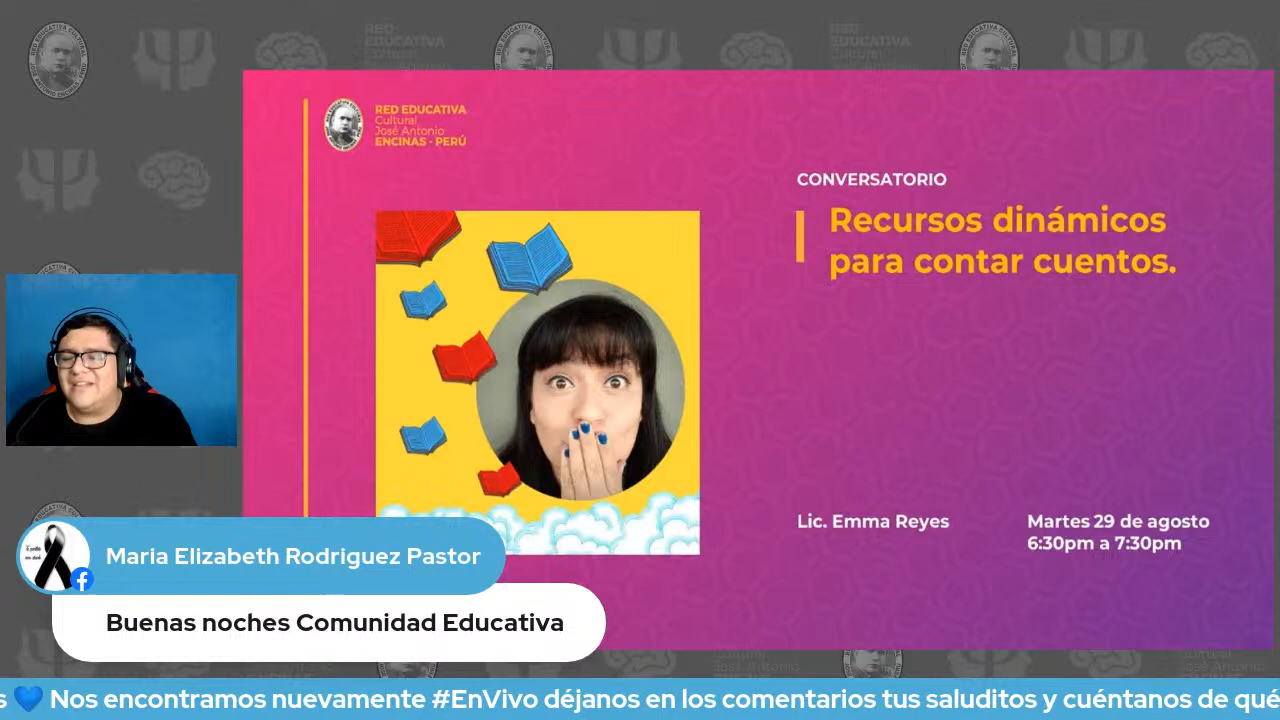 RED EDUCATIVA
Cultural
José Antonio
ENCINAS - PERÚ
CONVERSATORIO
Recursos dinámicos
para contar cuentos.
Lic. Emma Reyes
Martes 29 de agosto
6:30pm a 7:30pm
Maria Elizabeth Rodriguez Pastor
Buenas noches Comunidad Educativa
s 💙 Nos encontramos nuevamente #EnVivo déjanos en los comentarios tus saluditos y cuéntanos de qué